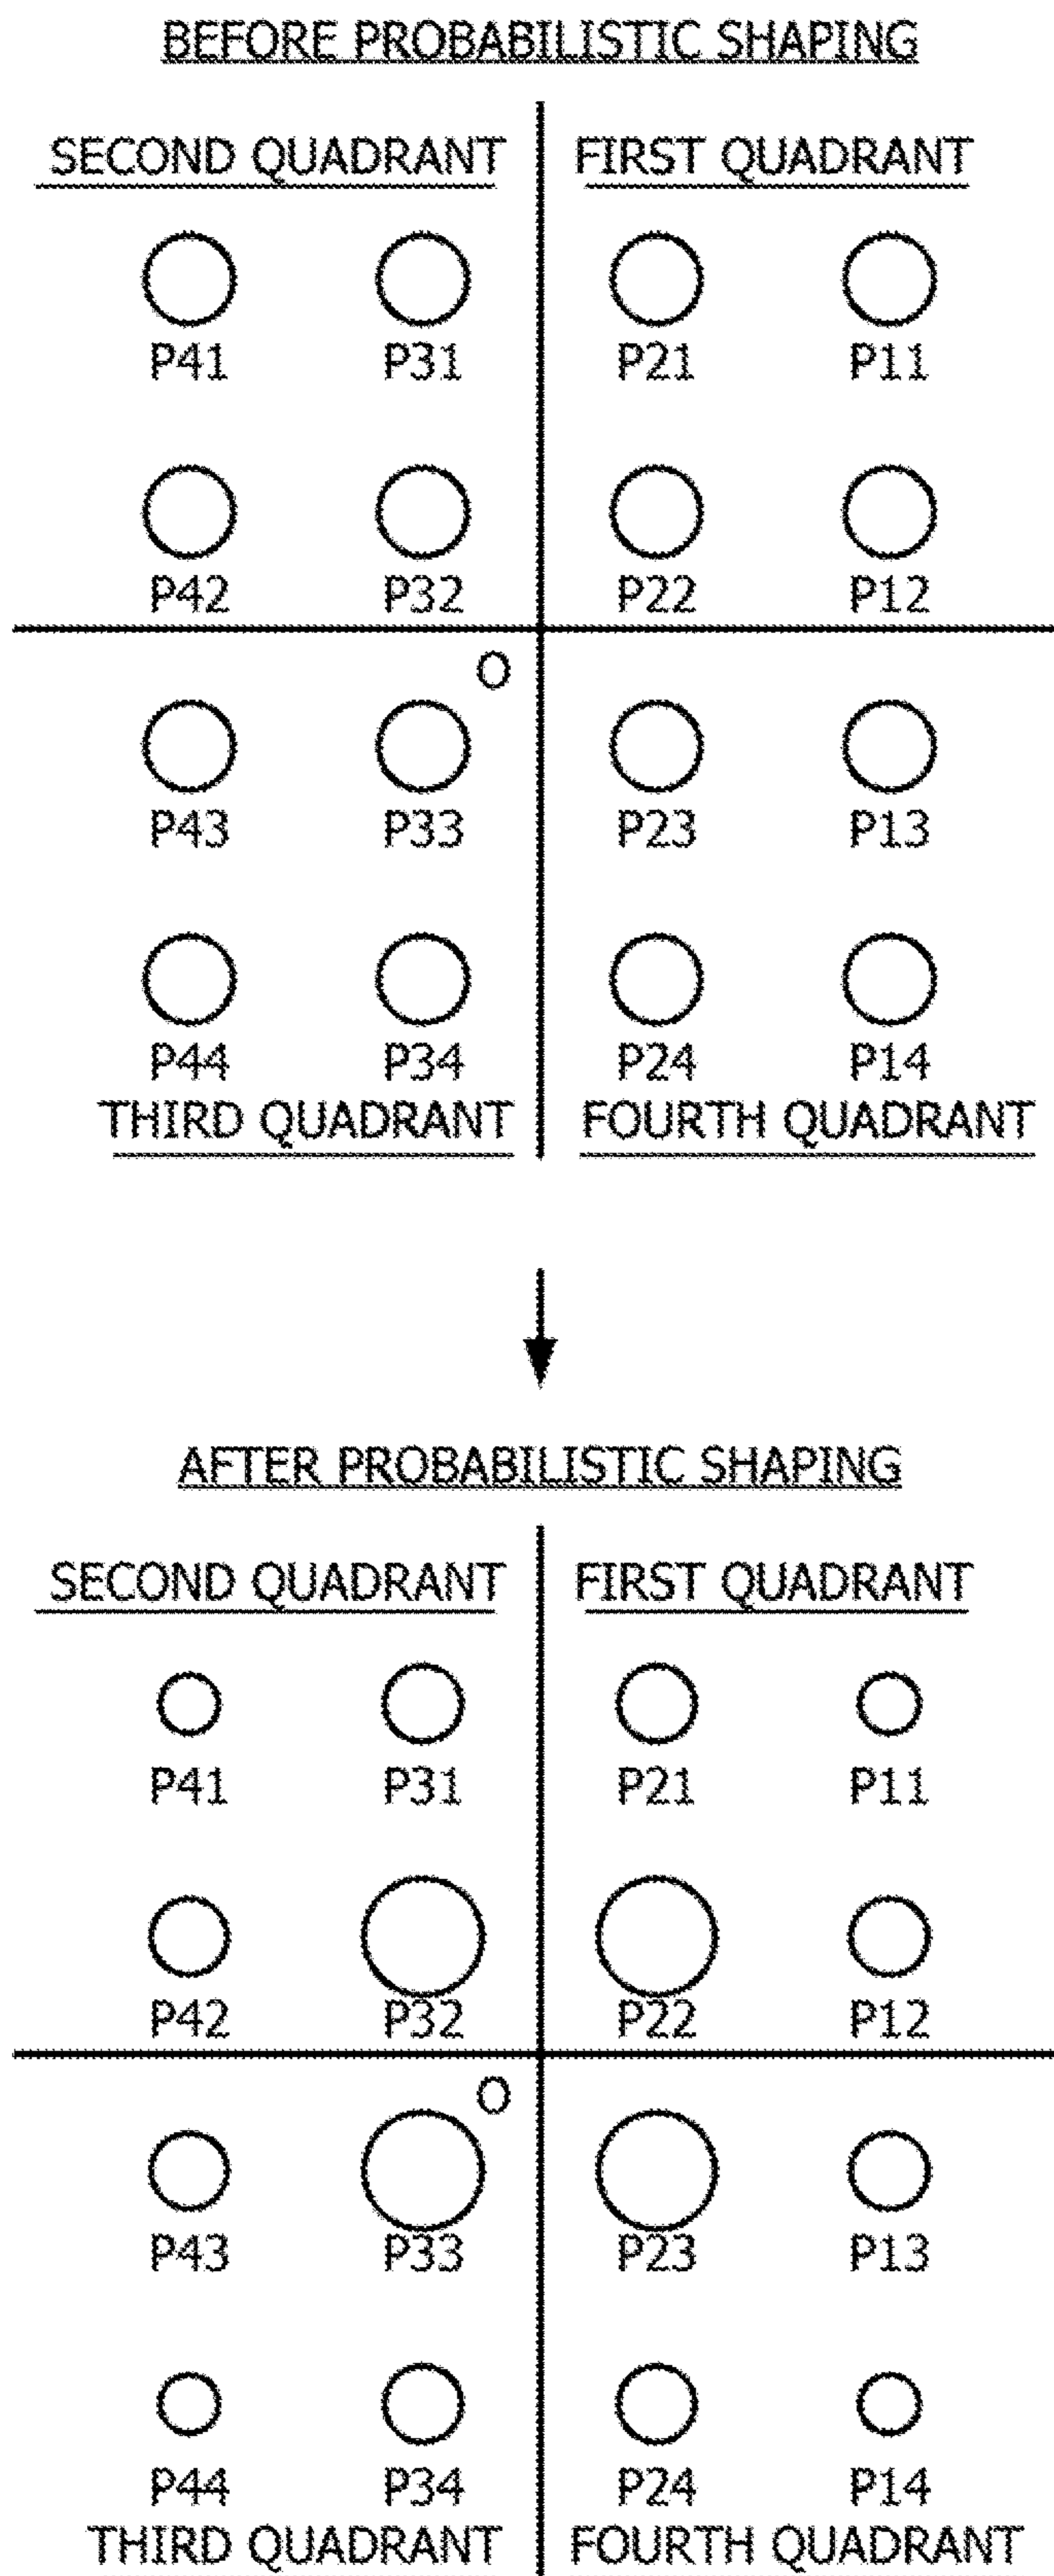 BEFORE PROBABILISTIC SHAPING
SECOND QUADRANT FIRST QUADRANT
P41 P31 P21 P11
P42 P32 P22 P12
O
P43 P33 P23 P13
P44 P34 P24 P14
THIRD QUADRANT FOURTH QUADRANT
AFTER PROBABILISTIC SHAPING
SECOND QUADRANT FIRST QUADRANT
P41 P31 P21 P11
P42 P32 P22 P12
O
P43 P33 P23 P13
P44 P34 P24 P14
THIRD QUADRANT FOURTH QUADRANT